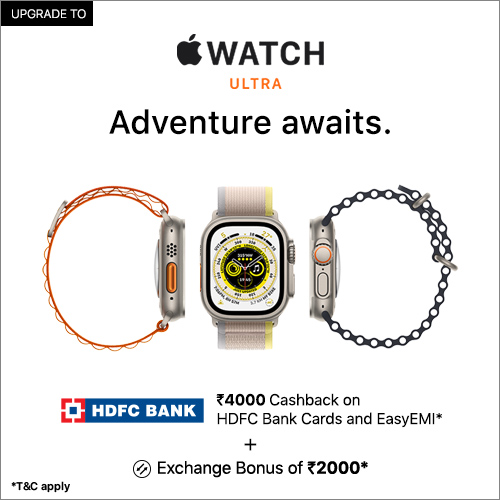 UPGRADE TO
WATCH
ULTRA
Adventure awaits.
HDFC BANK
₹4000 Cashback on
HDFC Bank Cards and EasyEMI*
+
Exchange Bonus of ₹2000*
*T&C apply